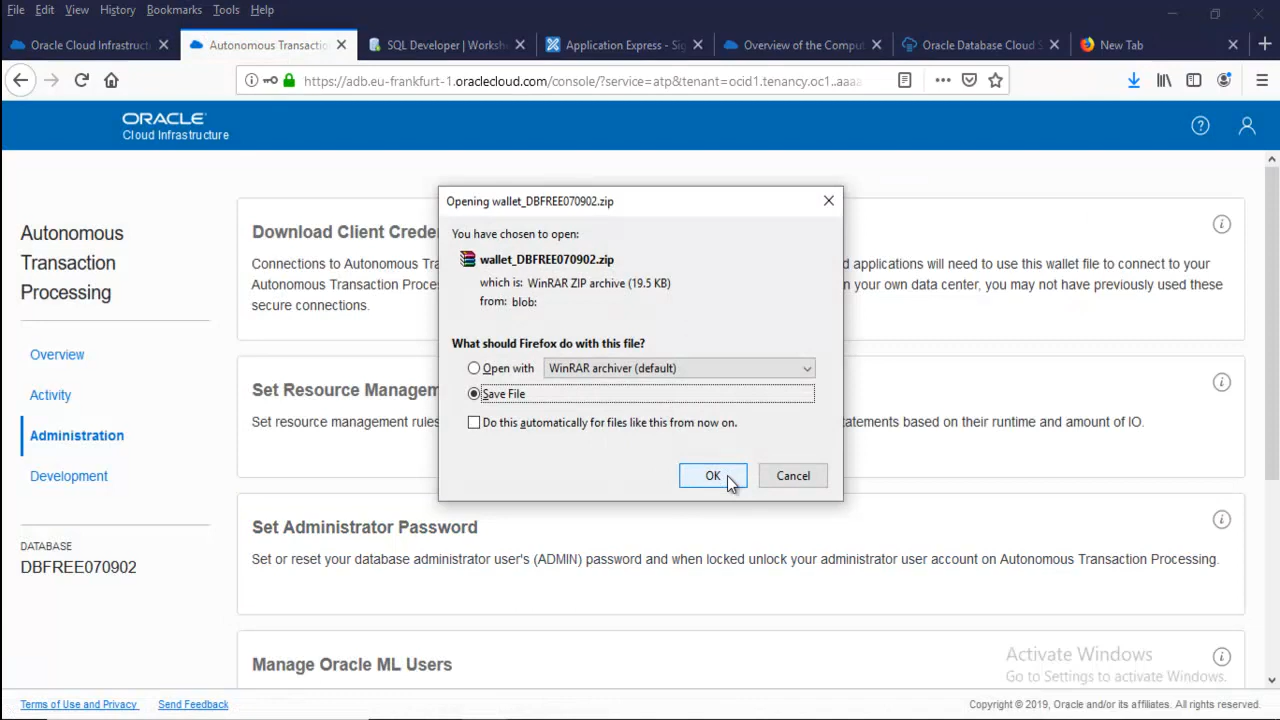 File Edit View History Bookmarks Tools Help
Oracle Cloud Infrastruct
Autonomous Transactio
SQL Developer | Worksh
Application Express - Sig
Overview of the Comput
Oracle Database Cloud S
New Tab
https://adb.eu-frankfurt-1.oraclecloud.com/console/?service=atp&tenant=ocid1.tenancy.oc1..aaaa
ORACLE
Cloud Infrastructure
Autonomous
Transaction
Processing
Overview
Activity
Administration
Development
DATABASE
DBFREE070902
Download Client Crede
Connections to Autonomous Tra
d applications will need to use this wallet file to connect to your
Autonomous Transaction Proce
n your own data center, you may not have previously used these
secure connections.
Set Resource Managem
Set resource management rules
tatements based on their runtime and amount of IO.
Set Administrator Password
Set or reset your database administrator user's (ADMIN) password and when locked unlock your administrator user account on Autonomous Transaction Processing.
Manage Oracle ML Users
Opening wallet_DBFREE070902.zip
You have chosen to open:
wallet_DBFREE070902.zip
which is: WinRAR ZIP archive (19.5 KB)
from: blob:
What should Firefox do with this file?
Open with WinRAR archiver (default)
Save File
Do this automatically for files like this from now on.
OK Cancel
Activate Windows
Go to Settings to activate Windows.
Terms of Use and Privacy Send Feedback
Copyright © 2019, Oracle and/or its affiliates. All rights reserved.